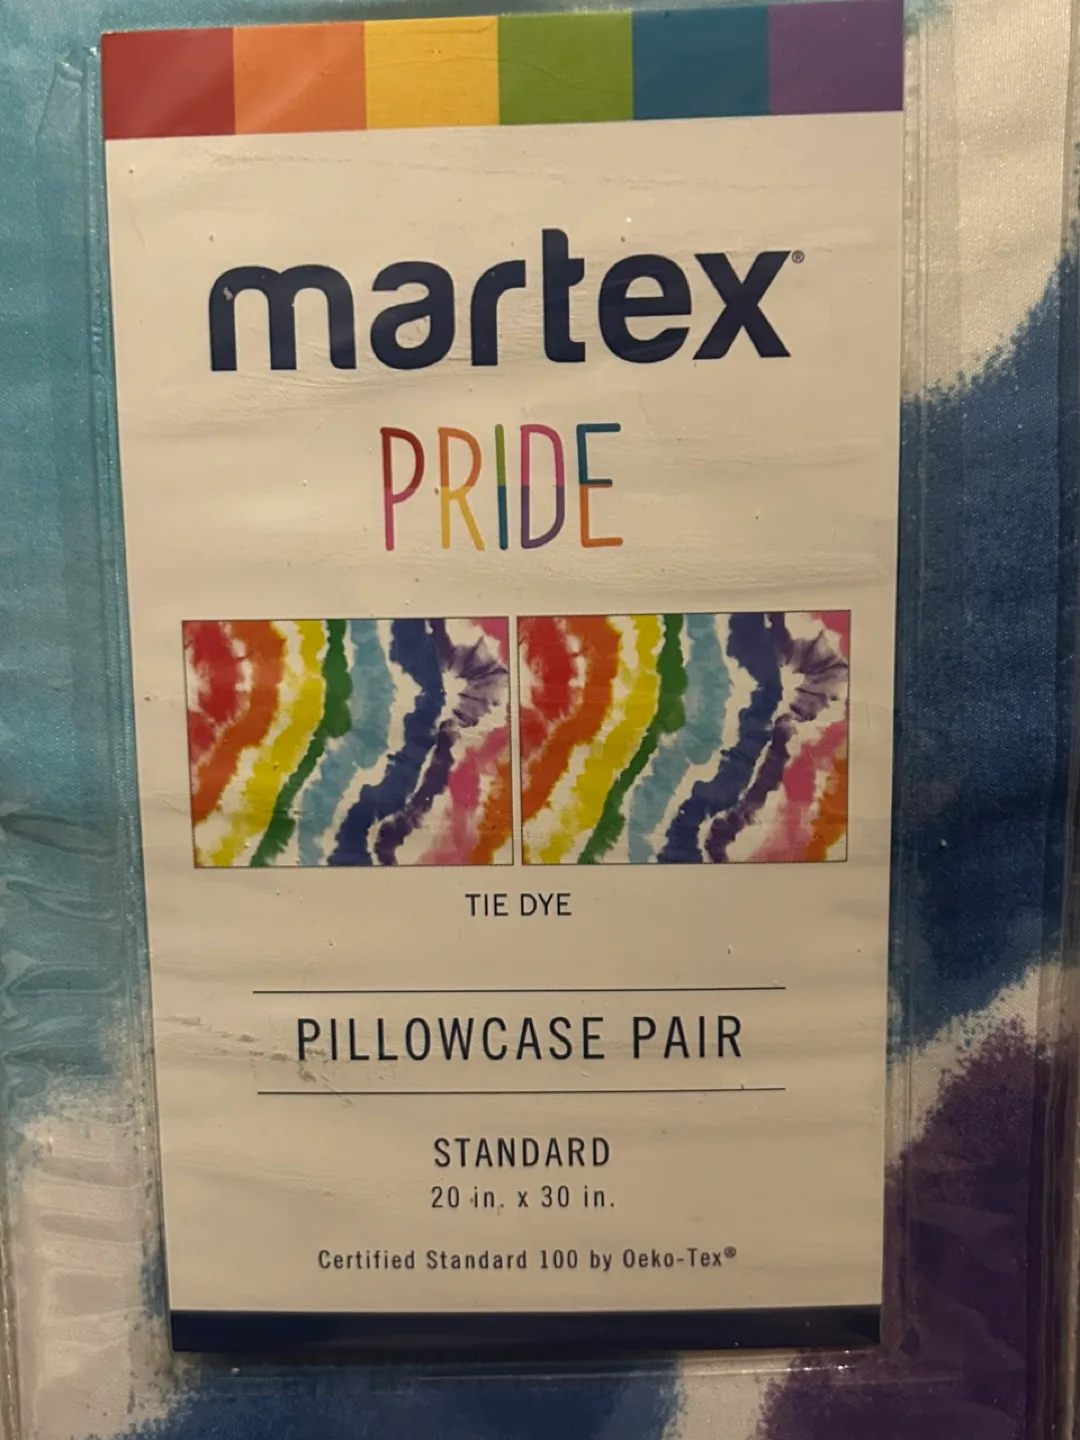 martex®
PRIDE
TIE DYE
PILLOWCASE PAIR
STANDARD
20 in. x 30 in.
Certified Standard 100 by Oeko-Tex®